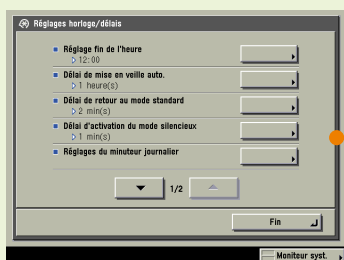 Réglages horloge/délais
Réglage fin de l'heure
12:00
Délai de mise en veille auto.
1 heure(s)
Délai de retour au mode standard
2 min(s)
Délai d'activation du mode silencieux
1 min(s)
Réglages du minuteur journalier
1/2
Fin
Moniteur syst.